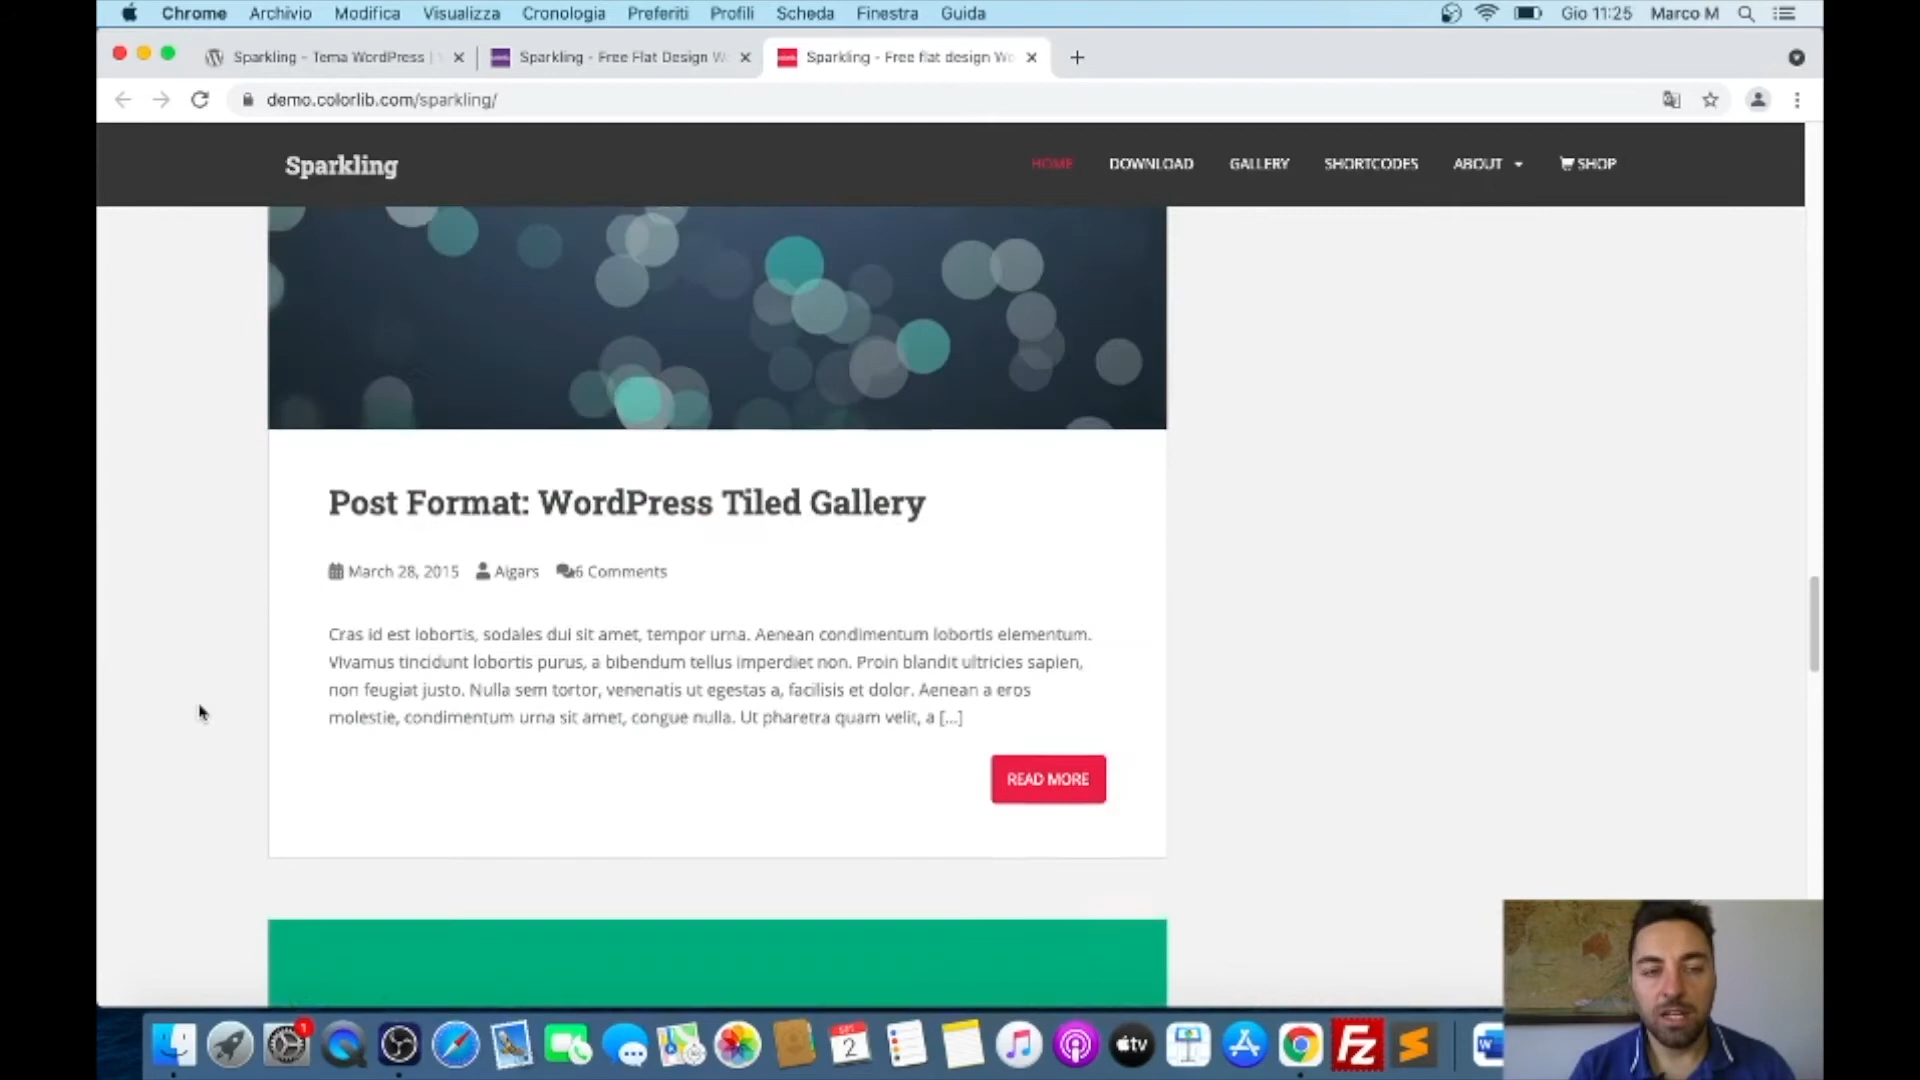 Chrome Archivio Modifica Visualizza Cronologia Preferiti Profili Scheda Finestra Guida Gio 11:25 Marco M
Sparkling - Tema WordPress | Sparkling - Free Flat Design W Sparkling - Free flat design Wo
demo.colorlib.com/sparkling/
Sparkling HOME DOWNLOAD GALLERY SHORTCODES ABOUT SHOP
Post Format: WordPress Tiled Gallery
March 28, 2015 Aigars 6 Comments
Cras id est lobortis, sodales dui sit amet, tempor urna. Aenean condimentum lobortis elementum.
Vivamus tincidunt lobortis purus, a bibendum tellus imperdiet non. Proin blandit ultricies sapien,
non feugiat justo. Nulla sem tortor, venenatis ut egestas a, facilisis et dolor. Aenean a eros
molestie, condimentum urna sit amet, congue nulla. Ut pharetra quam velit, a [...]
READ MORE
1 2 tv Fz W